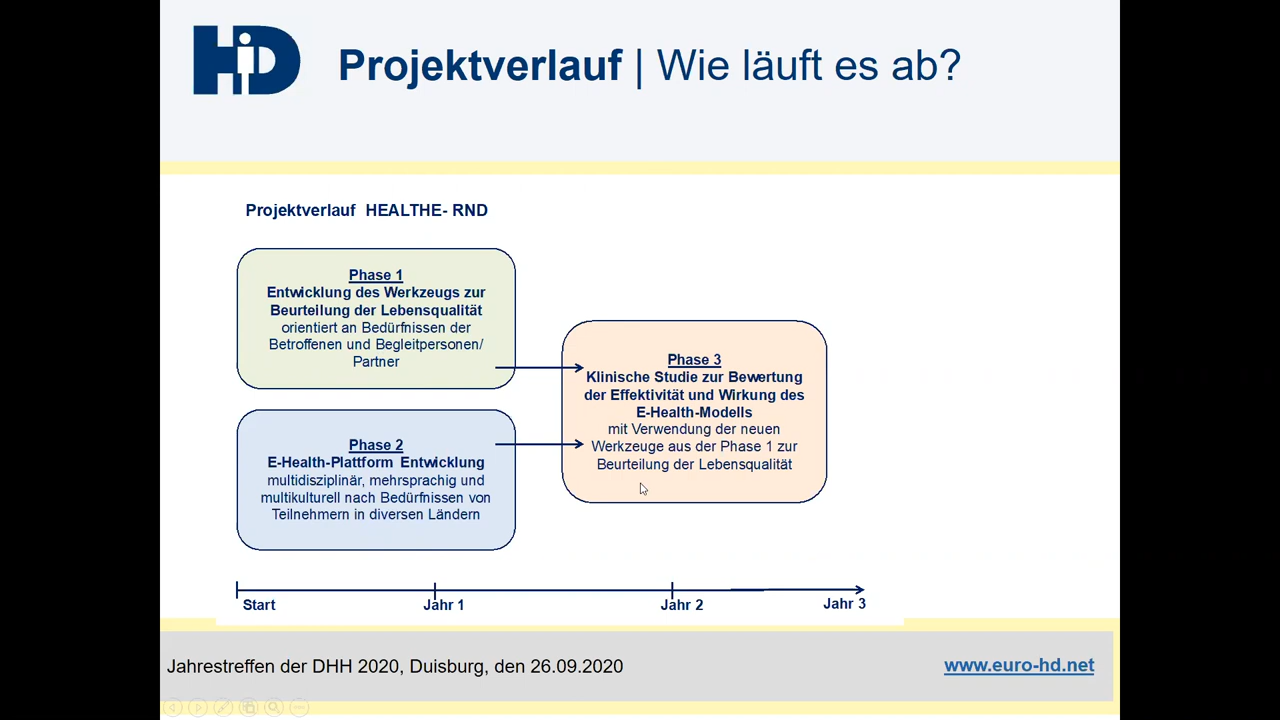 HD
Projektverlauf | Wie läuft es ab?
Projektverlauf HEALTHE- RND
Phase 1
Entwicklung des Werkzeugs zur
Beurteilung der Lebensqualität
orientiert an Bedürfnissen der
Betroffenen und Begleitpersonen/
Partner
Phase 2
E-Health-Plattform Entwicklung
multidisziplinär, mehrsprachig und
multikulturell nach Bedürfnissen von
Teilnehmern in diversen Ländern
Phase 3
Klinische Studie zur Bewertung
der Effektivität und Wirkung des
E-Health-Modells
mit Verwendung der neuen
Werkzeuge aus der Phase 1 zur
Beurteilung der Lebensqualität
Start
Jahr 1
Jahr 2
Jahr 3
Jahrestreffen der DHH 2020, Duisburg, den 26.09.2020
www.euro-hd.net